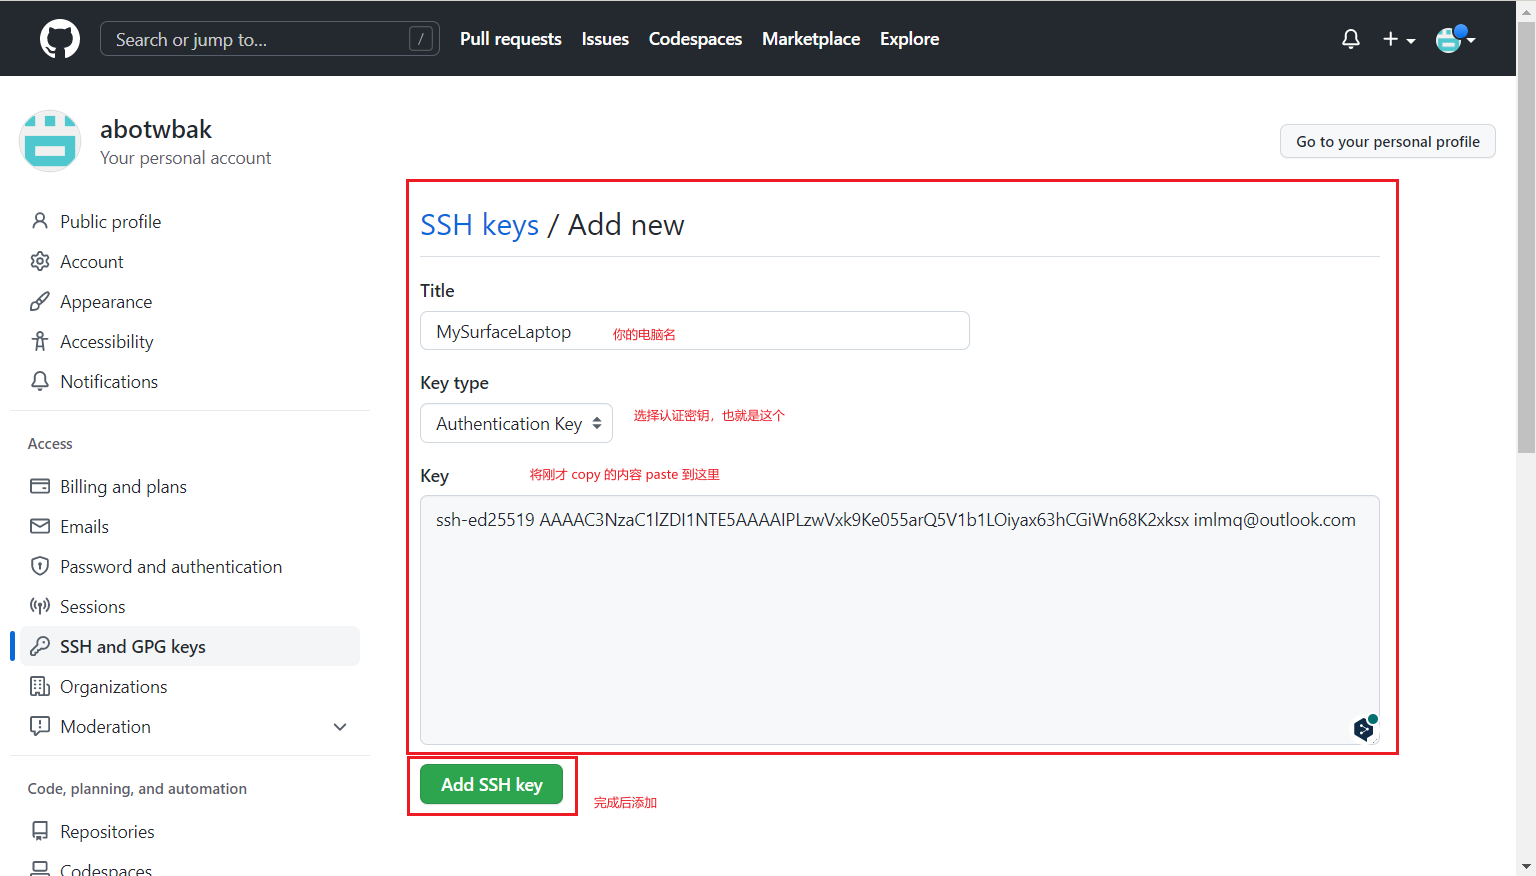 Search or jump to... /
Pull requests Issues Codespaces Marketplace Explore
abotwbak
Your personal account
Go to your personal profile
Public profile
Account
Appearance
Accessibility
Notifications
Access
Billing and plans
Emails
Password and authentication
Sessions
SSH and GPG keys
Organizations
Moderation
Code, planning, and automation
Repositories
Codespaces
SSH keys / Add new
Title
MySurfaceLaptop 你的电脑名
Key type
Authentication Key 选择认证密钥，也就是这个
Key 将刚才 copy 的内容 paste 到这里
ssh-ed25519 AAAAC3NzaC1lZDI1NTE5AAAAIPLzwVxk9Ke055arQ5V1b1LOiyax63hCGiWn68K2xksx imlmq@outlook.com
Add SSH key 完成后添加